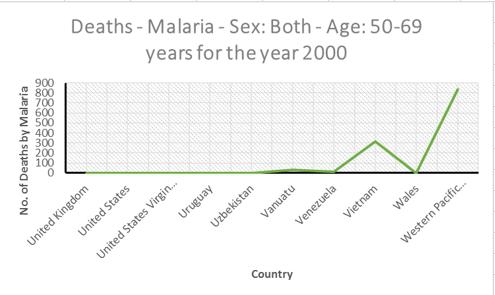 Deaths - Malaria - Sex: Both - Age: 50-69
years for the year 2000
No. of Deaths by Malaria
900
800
700
600
500
400
300
200
100
0
United Kingdom
United States
United States Virgin...
Uruguay
Uzbekistan
Vanuatu
Venezuela
Vietnam
Wales
Western Pacific...
Country